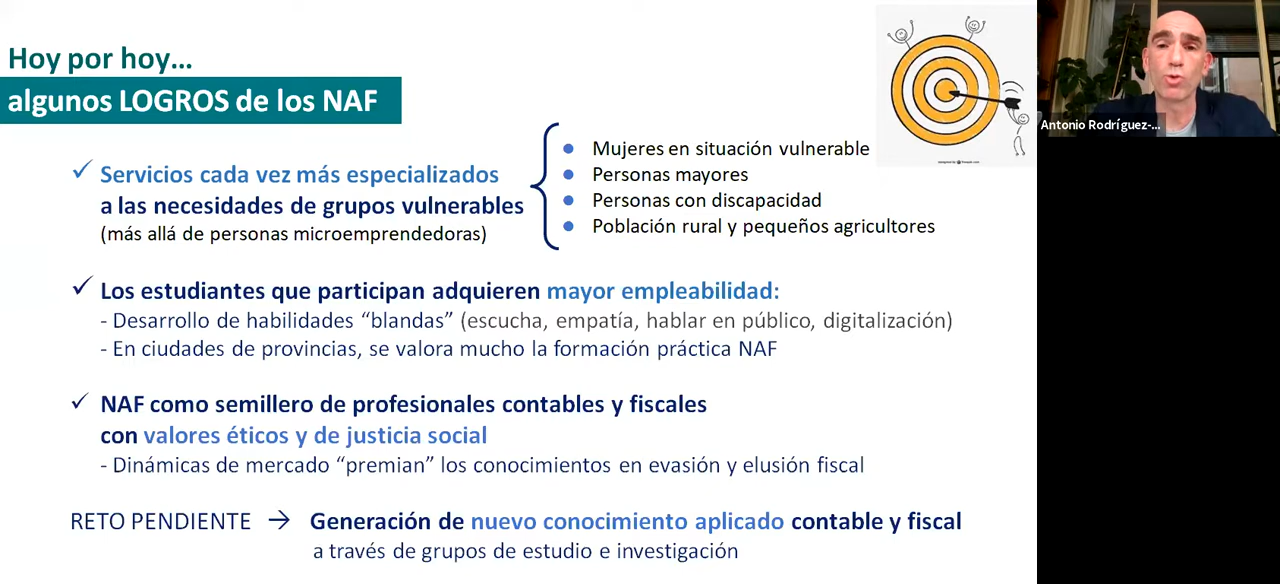 Hoy por hoy...
algunos LOGROS de los NAF
✓ Servicios cada vez más especializados
a las necesidades de grupos vulnerables
(más allá de personas microemprendedoras)
• Mujeres en situación vulnerable
• Personas mayores
• Personas con discapacidad
• Población rural y pequeños agricultores
Antonio Rodríguez-...
✓ Los estudiantes que participan adquieren mayor empleabilidad:
- Desarrollo de habilidades “blandas” (escucha, empatía, hablar en público, digitalización)
- En ciudades de provincias, se valora mucho la formación práctica NAF
✓ NAF como semillero de profesionales contables y fiscales
con valores éticos y de justicia social
- Dinámicas de mercado “premian” los conocimientos en evasión y elusión fiscal
RETO PENDIENTE → Generación de nuevo conocimiento aplicado contable y fiscal
a través de grupos de estudio e investigación